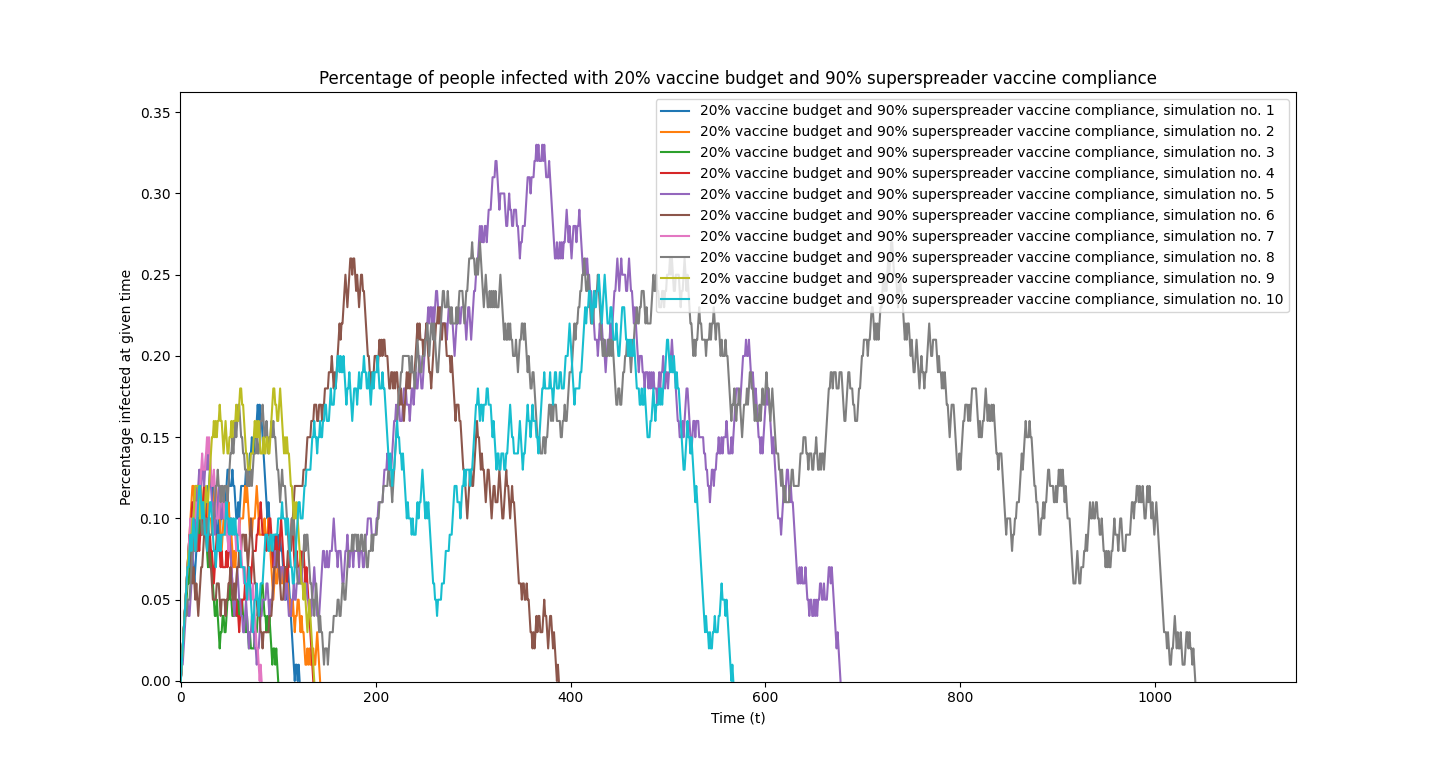 Percentage of people infected with 20% vaccine budget and 90% superspreader vaccine compliance
Percentage infected at given time
0.35
0.30
0.25
0.20
0.15
0.10
0.05
0.00
20% vaccine budget and 90% superspreader vaccine compliance, simulation no. 1
20% vaccine budget and 90% superspreader vaccine compliance, simulation no. 2
20% vaccine budget and 90% superspreader vaccine compliance, simulation no. 3
20% vaccine budget and 90% superspreader vaccine compliance, simulation no. 4
20% vaccine budget and 90% superspreader vaccine compliance, simulation no. 5
20% vaccine budget and 90% superspreader vaccine compliance, simulation no. 6
20% vaccine budget and 90% superspreader vaccine compliance, simulation no. 7
20% vaccine budget and 90% superspreader vaccine compliance, simulation no. 8
20% vaccine budget and 90% superspreader vaccine compliance, simulation no. 9
20% vaccine budget and 90% superspreader vaccine compliance, simulation no. 10
0 200 400 600 800 1000
Time (t)